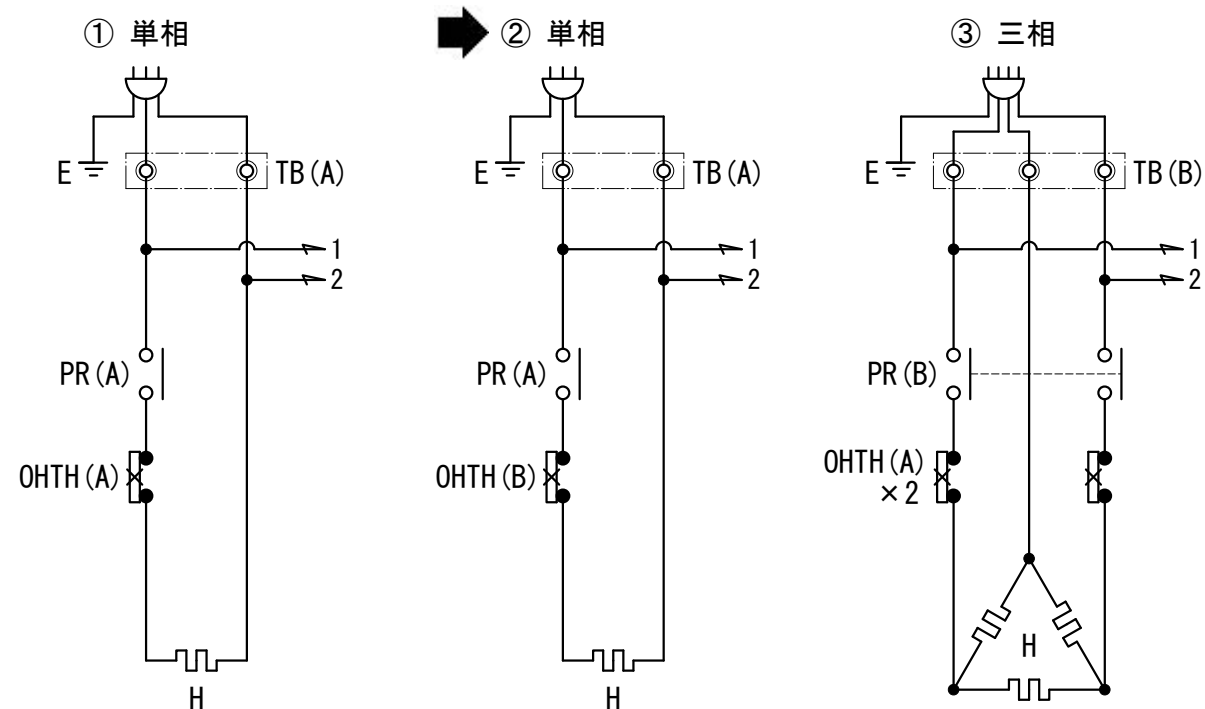 ① 単相
E
TB(A)
1
2
PR(A)
OHTH(A)
H
② 単相
E
TB(A)
1
2
PR(A)
OHTH(B)
H
③ 三相
E
TB(B)
1
2
PR(B)
OHTH(A)
×2
H